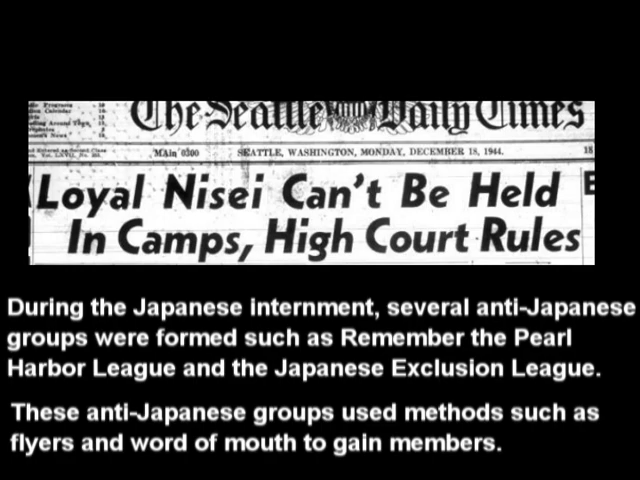 The Seattle Daily Times
MAin 0300 SEATTLE, WASHINGTON, MONDAY, DECEMBER 18, 1944.
Loyal Nisei Can't Be Held
In Camps, High Court Rules
During the Japanese internment, several anti-Japanese
groups were formed such as Remember the Pearl
Harbor League and the Japanese Exclusion League.
These anti-Japanese groups used methods such as
flyers and word of mouth to gain members.